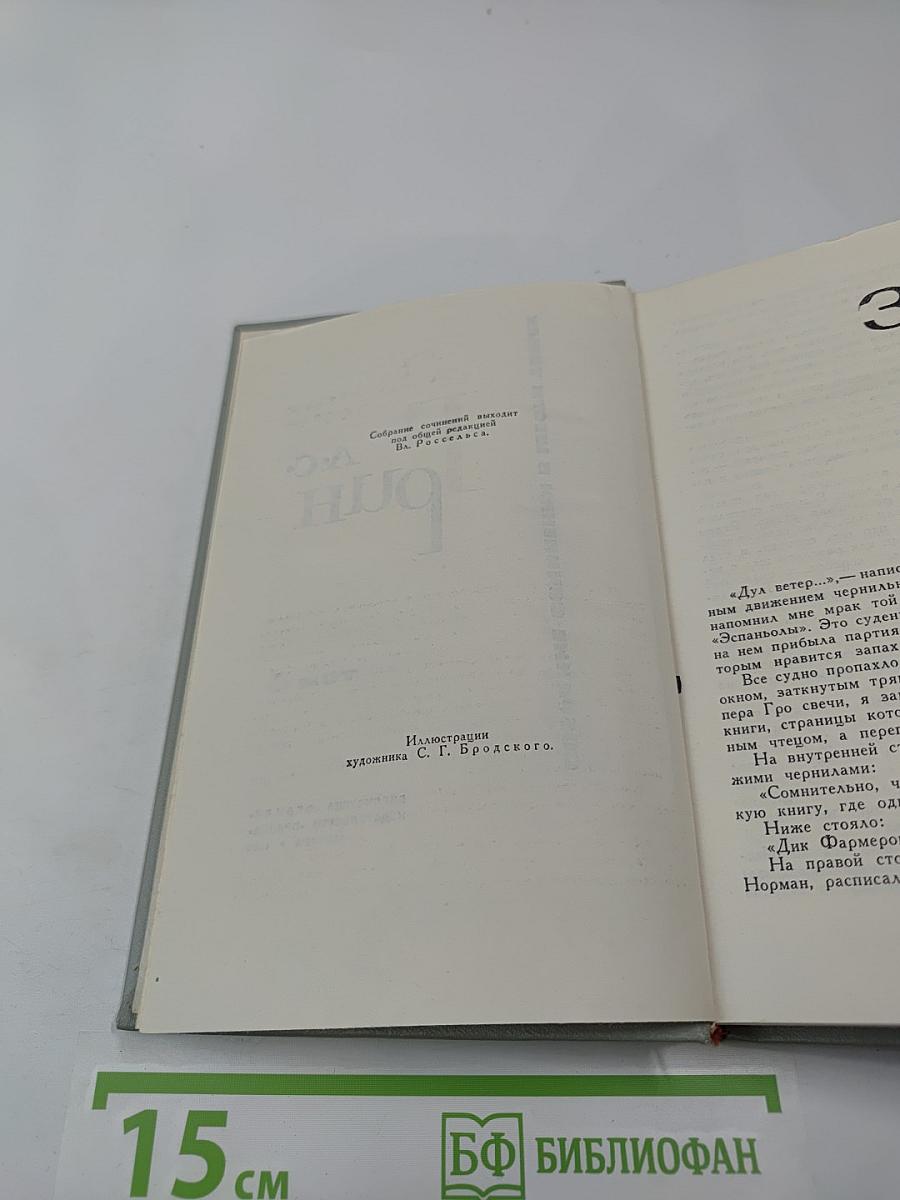 Собрание сочинений выходит
под общей редакцией
Вл. Россельса.
Иллюстрации
художника С. Г. Бродского.
З
«Дул ветер...»,— напис
ным движением черниль
напомнил мне мрак той
«Эспаньолы». Это суден
на нем прибыла партия
торым нравится запах
Все судно пропахло
окном, заткнутым тря
пера Гро свечи, я за
книги, страницы кото
ным чтецом, а переп
На внутренней ст
жими чернилами:
«Сомнительно, ч
кую книгу, где одн
Ниже стояло:
«Дик Фармеро
На правой сто
Норман, расписал
15 см
БФ БИБЛИОФАН